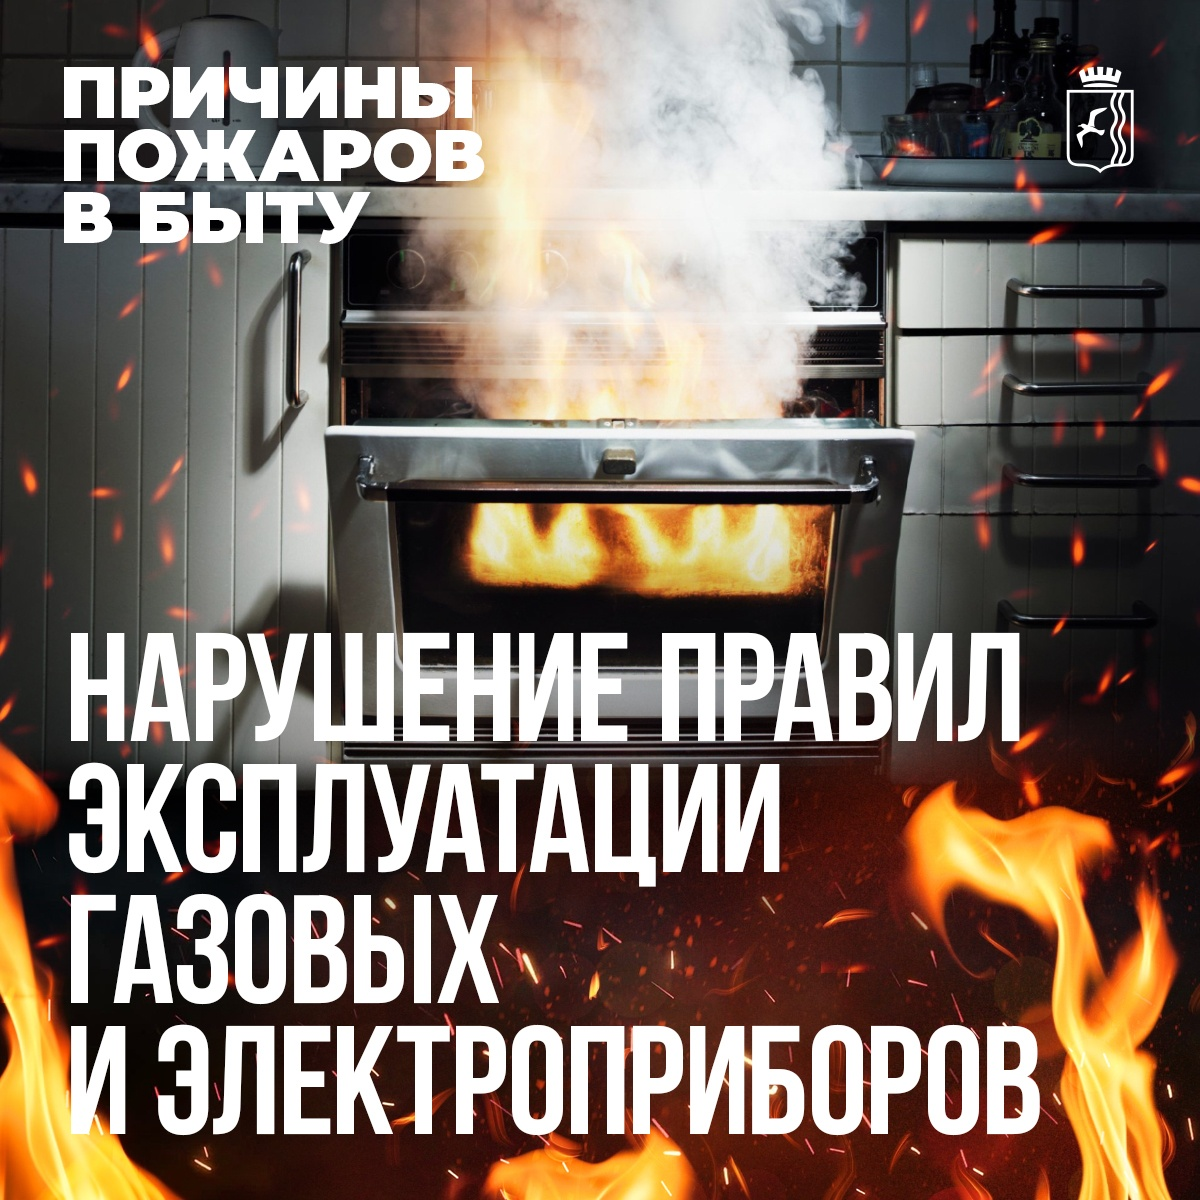 ПРИЧИНЫ
ПОЖАРОВ
В БЫТУ
НАРУШЕНИЕ ПРАВИЛ
ЭКСПЛУАТАЦИИ
ГАЗОВЫХ
И ЭЛЕКТРОПРИБОРОВ